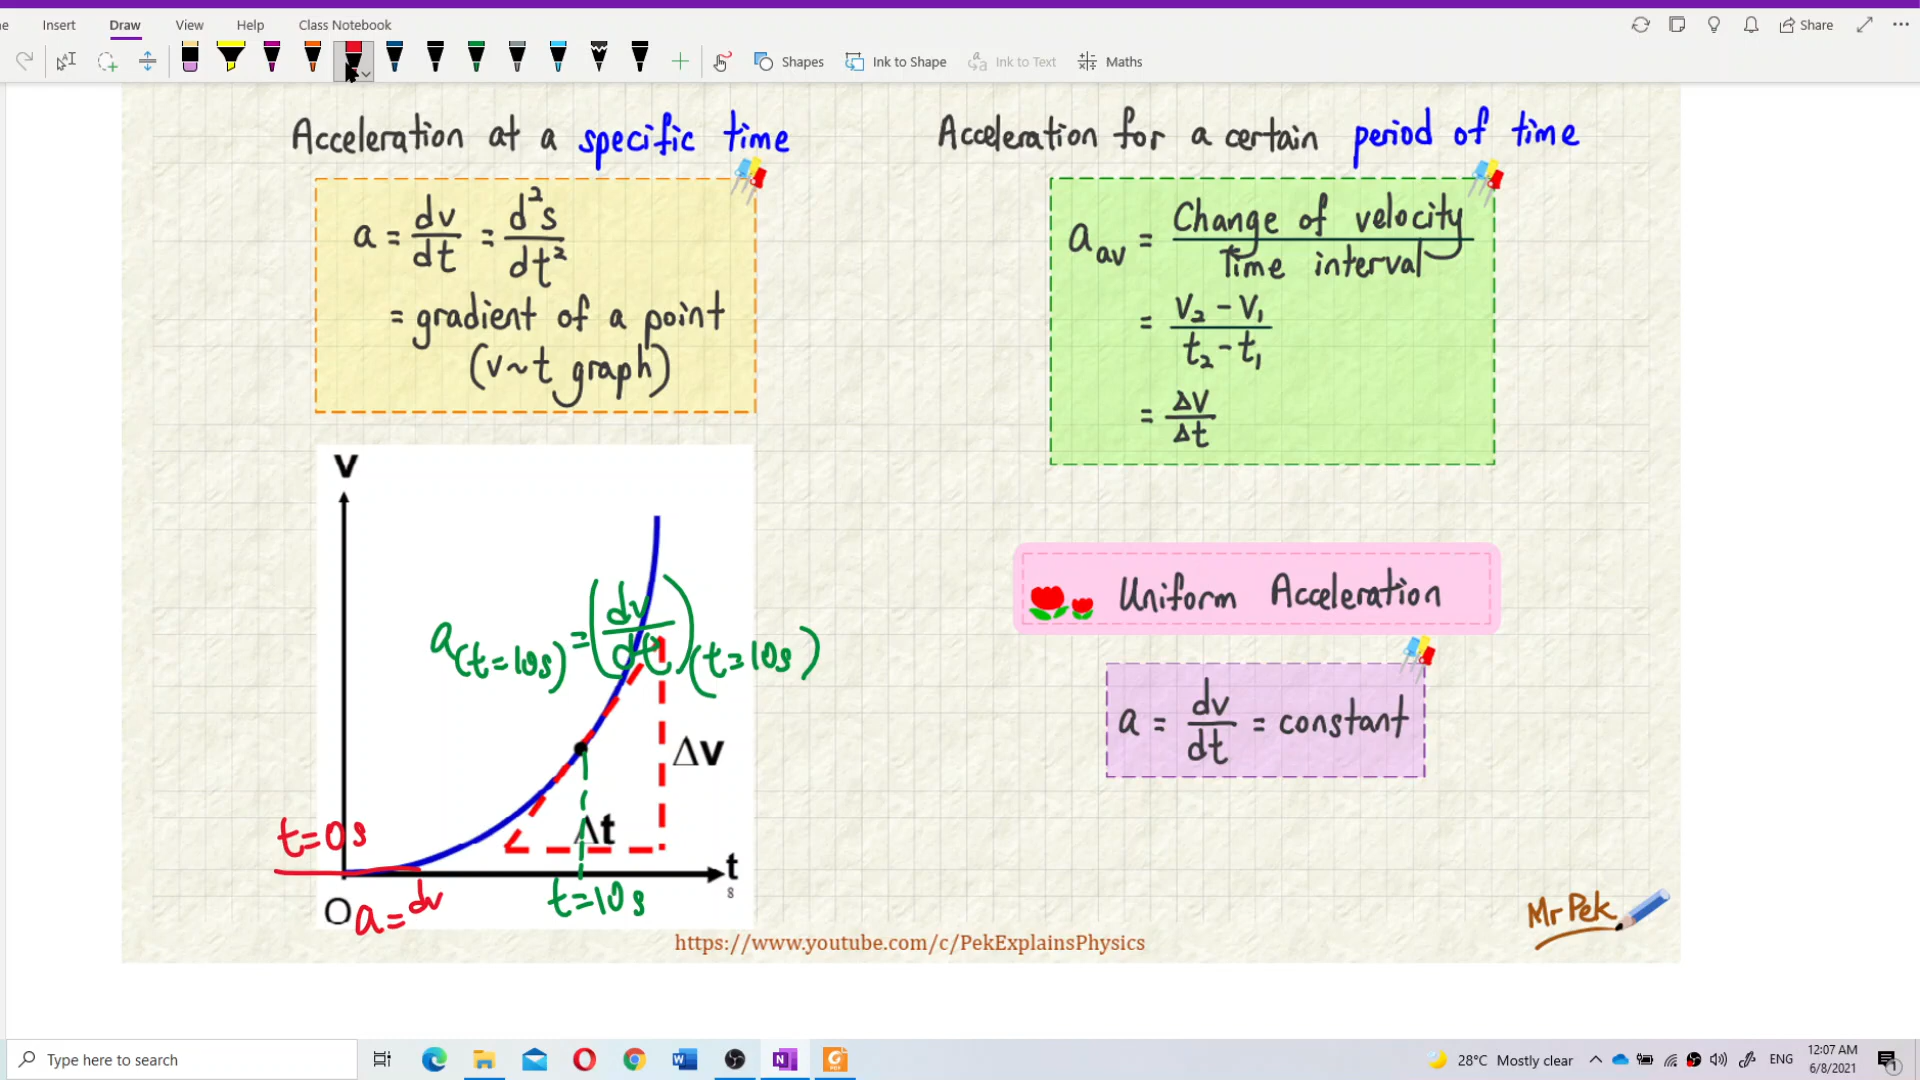 Insert Draw View Help Class Notebook
Share
Shapes Ink to Shape Ink to Text Maths
Acceleration at a specific time
a = dv/dt = d²s/dt²
= gradient of a point
(v~t graph)
Acceleration for a certain period of time
a av = Change of velocity / Time interval
= V₂ - V₁ / t₂ - t₁
= ΔV / Δt
v
a(t=10s) = (dv/dt)(t=10s)
Δv
Δt
t=0s
t
s
O
a= dv
t=10s
Uniform Acceleration
a = dv/dt = constant
Mr Pek
https://www.youtube.com/c/PekExplainsPhysics
Type here to search
28°C Mostly clear
ENG
12:07 AM
6/8/2021
1